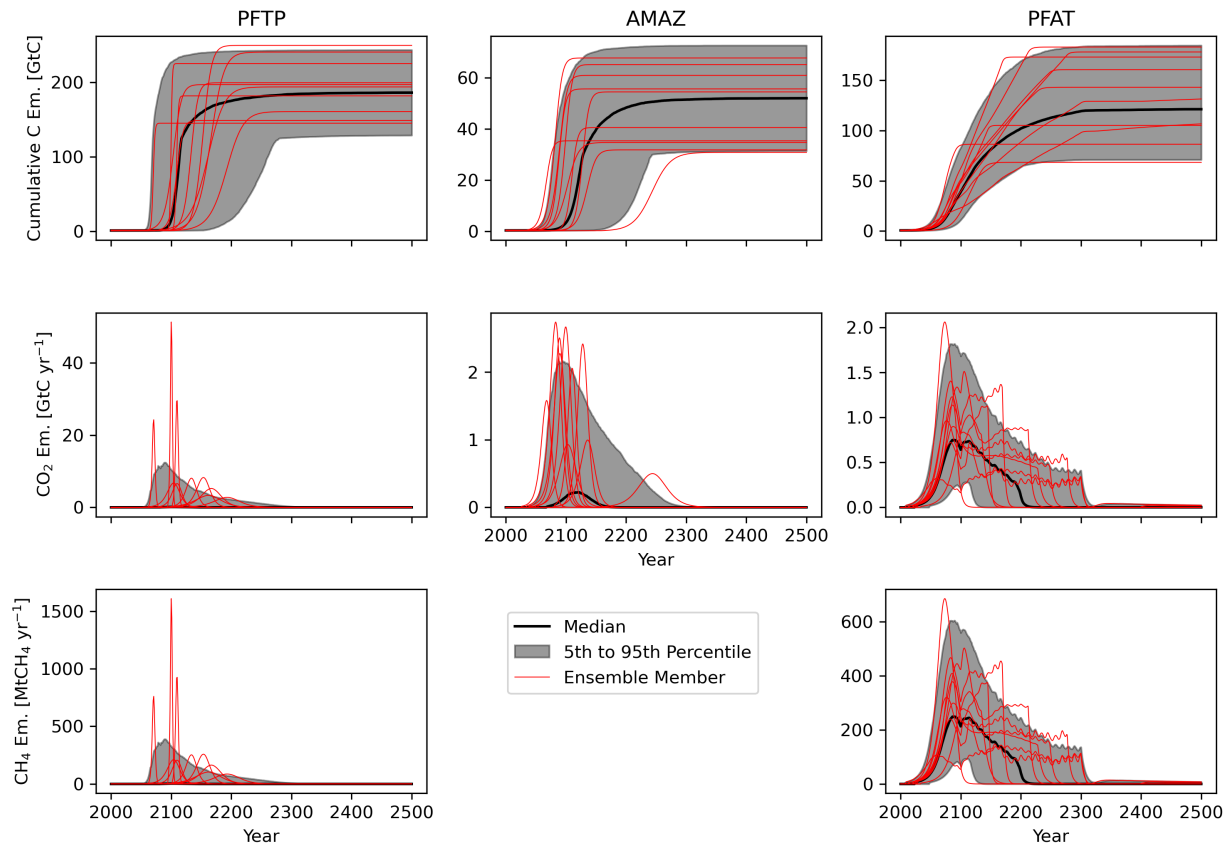 PFTP
AMAZ
PFAT
Cumulative C Em. [GtC]
200
100
0
60
40
20
0
150
100
50
0
CO₂ Em. [GtC yr⁻¹]
40
20
0
2
1
0
2000 2100 2200 2300 2400 2500
Year
2.0
1.5
1.0
0.5
0.0
CH₄ Em. [MtCH₄ yr⁻¹]
1500
1000
500
0
2000 2100 2200 2300 2400 2500
Year
Median
5th to 95th Percentile
Ensemble Member
600
400
200
0
2000 2100 2200 2300 2400 2500
Year